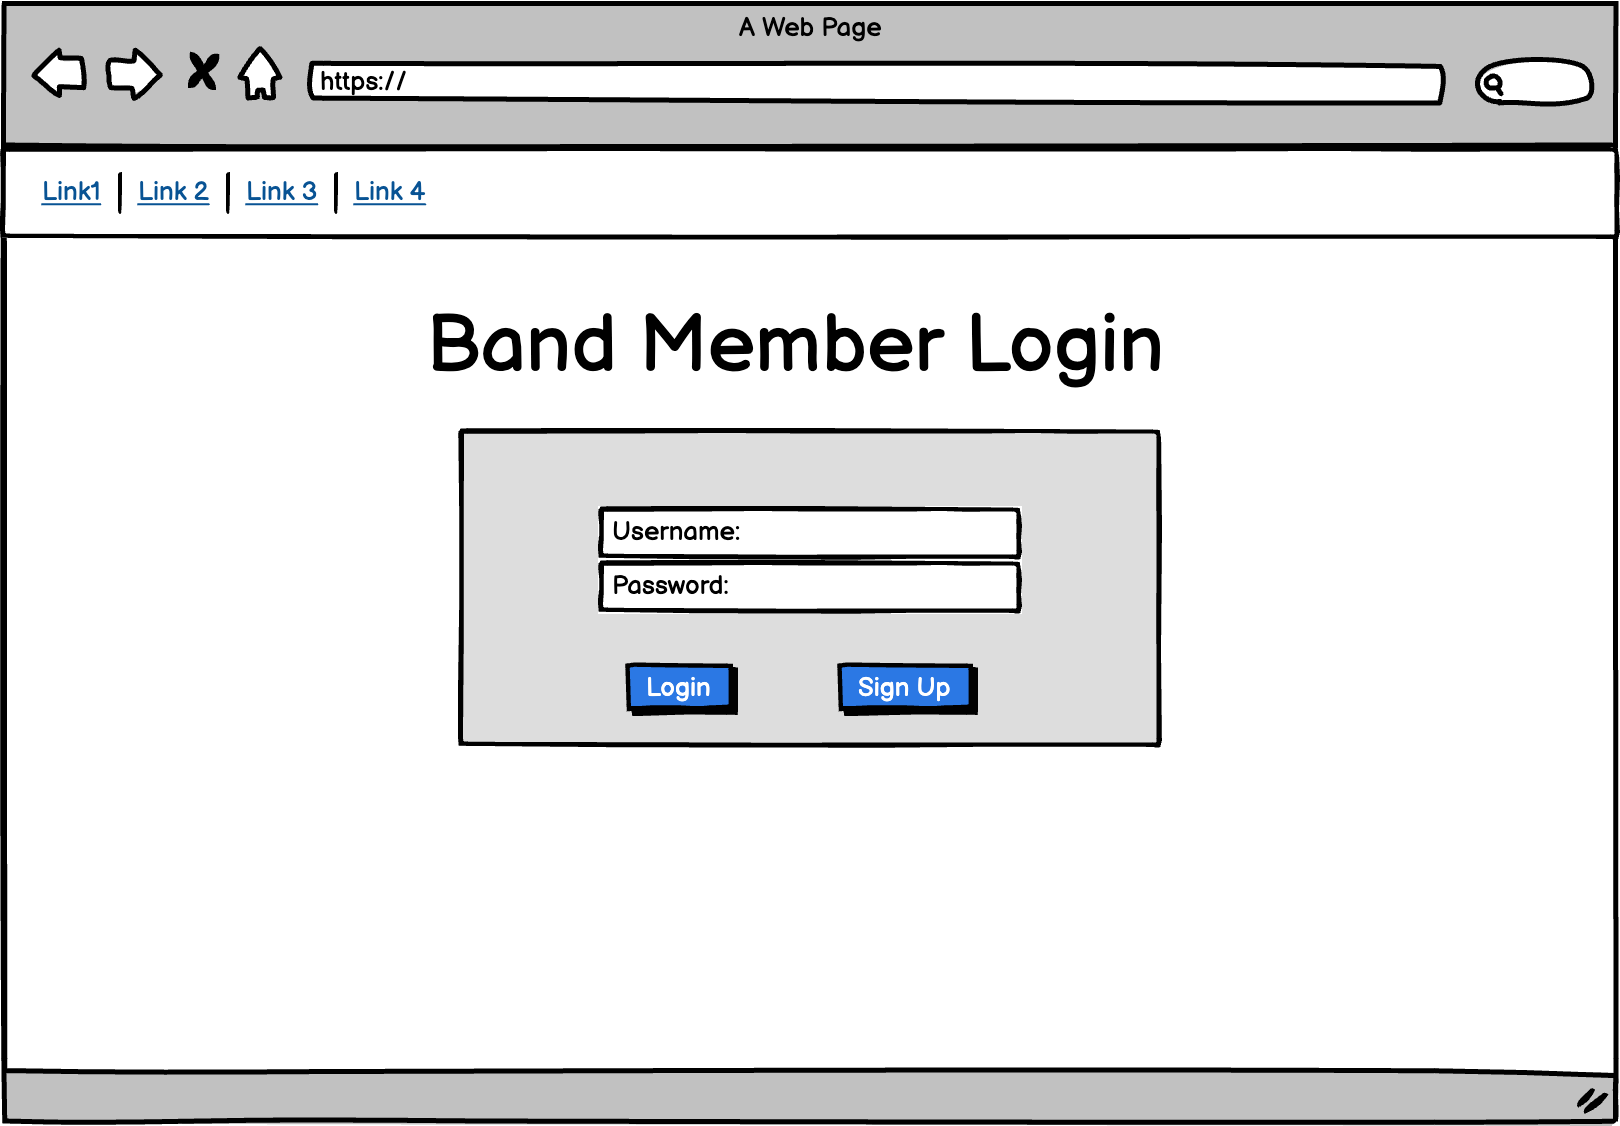 A Web Page
https://
Link1 Link 2 Link 3 Link 4
Band Member Login
Username:
Password:
Login Sign Up